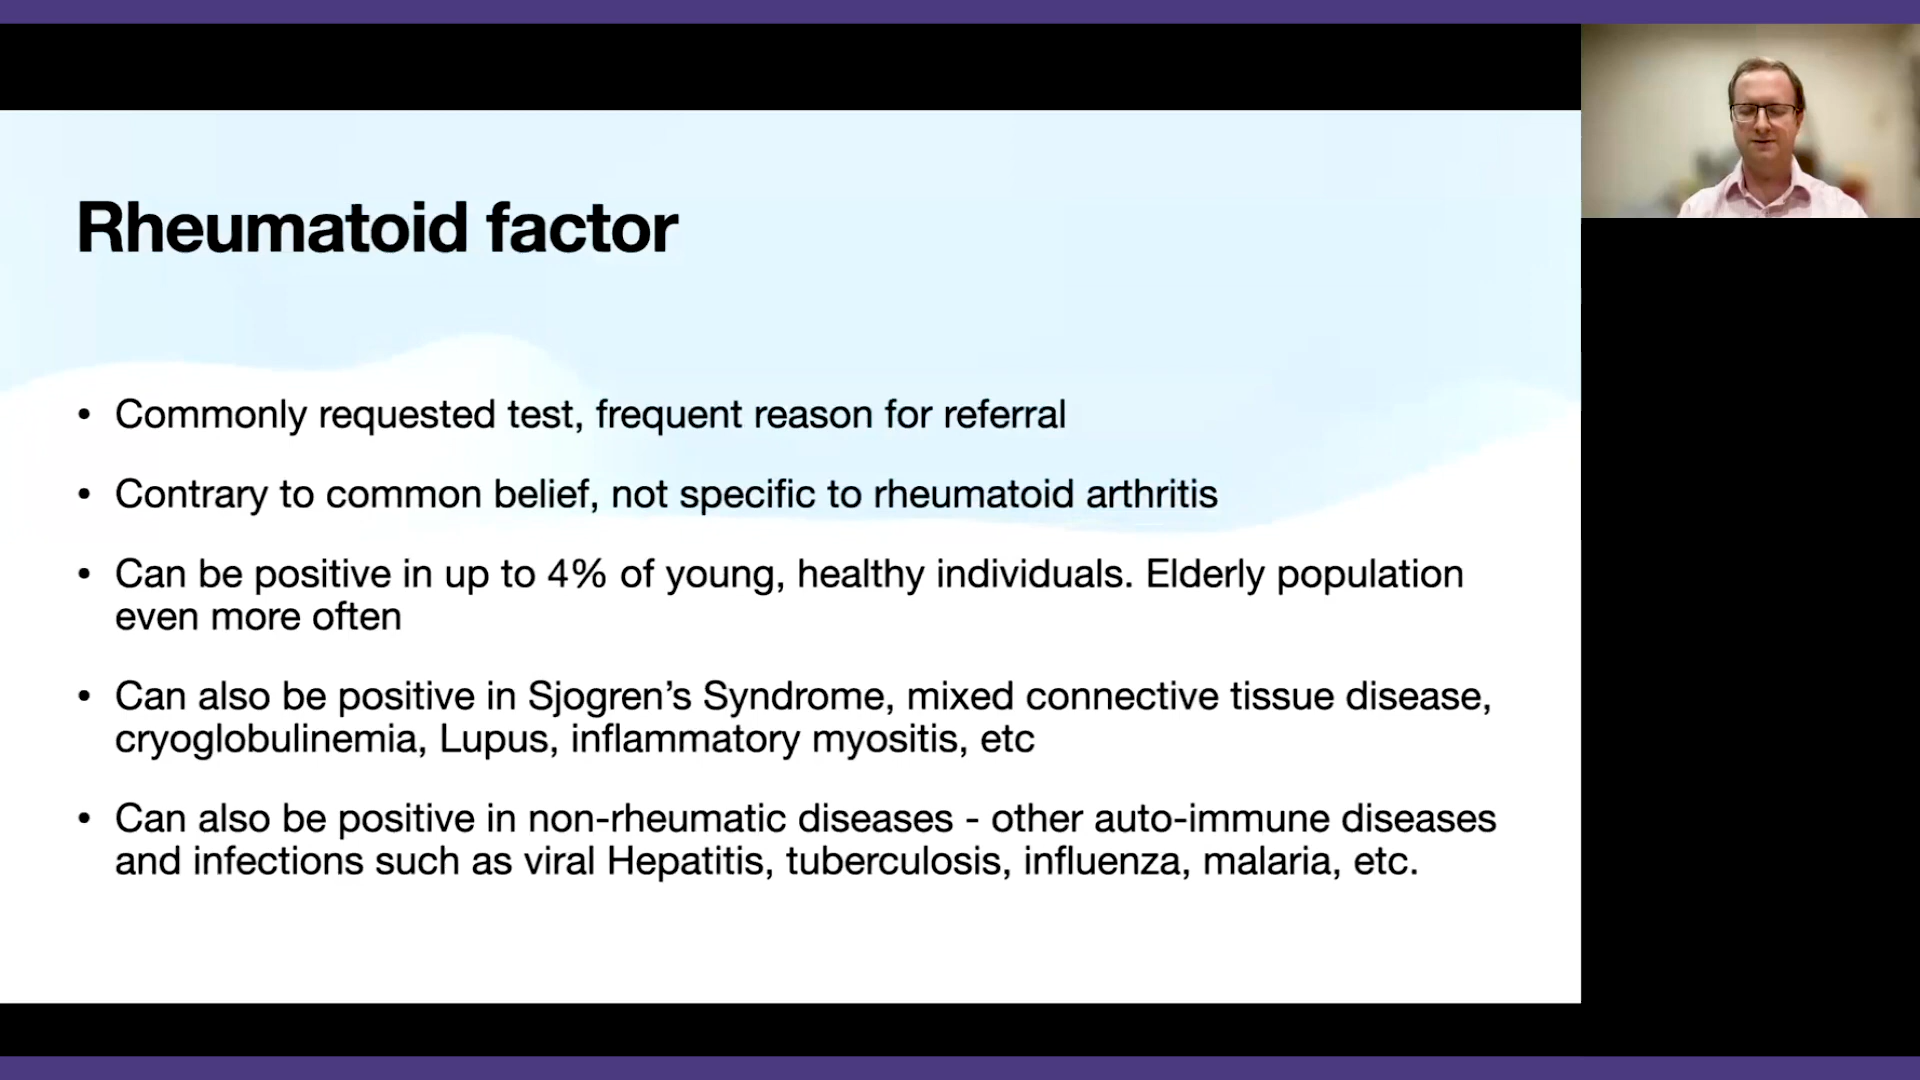 Rheumatoid factor
• Commonly requested test, frequent reason for referral
• Contrary to common belief, not specific to rheumatoid arthritis
• Can be positive in up to 4% of young, healthy individuals. Elderly population
even more often
• Can also be positive in Sjogren’s Syndrome, mixed connective tissue disease,
cryoglobulinemia, Lupus, inflammatory myositis, etc
• Can also be positive in non-rheumatic diseases - other auto-immune diseases
and infections such as viral Hepatitis, tuberculosis, influenza, malaria, etc.